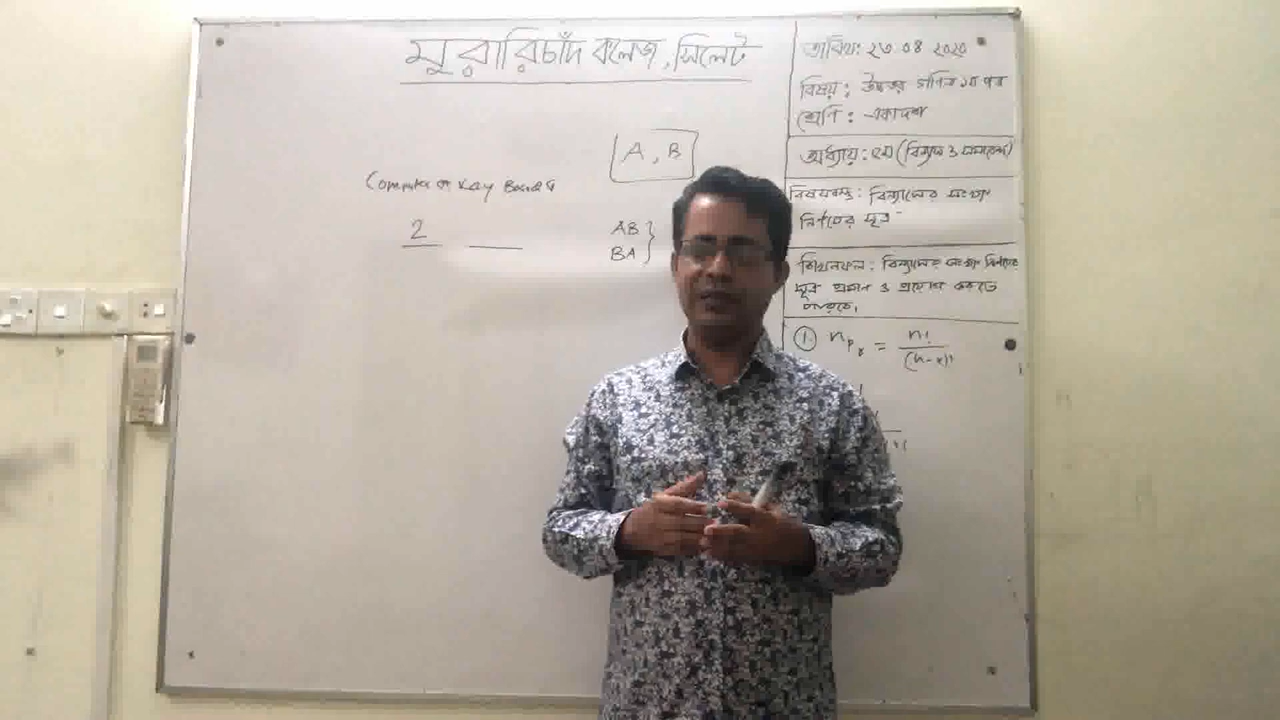 মুরারিচাঁদ কলেজ, সিলেট
A, B
Computer Key Board
2
AB
BA
তারিখ: ২৩.০৪ ২০২০
বিষয়: উচ্চতর গণিত ১ম পত্র
শ্রেণি: একাদশ
অধ্যায়: ৫ম (বিন্যাস ও সমাবেশ)
বিষয়বস্তু: বিন্যাসের সংখ্যা
নির্ণয়ের সূত্র
শিখনফল: বিন্যাসের সংখ্যা নির্ণয়ের
সূত্র প্রমাণ ও প্রয়োগ করতে
পারবে।
① nPr = n! / (n-r)!